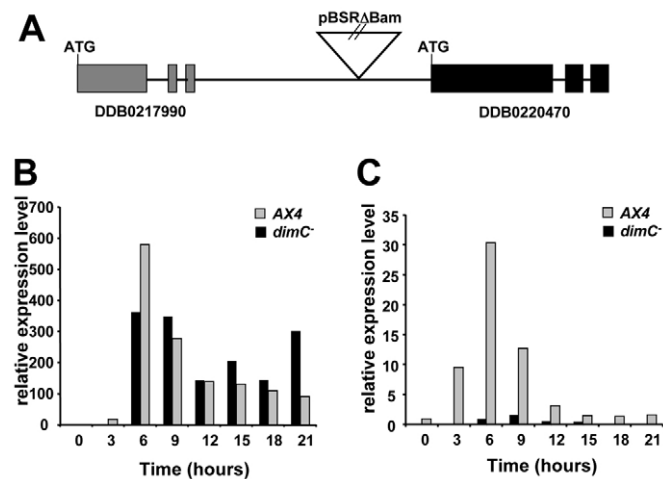 A
pBSRΔBam
ATG
ATG
DDB0217990
DDB0220470
B
relative expression level
700
600
500
400
300
200
100
0
AX4
dimC-
0 3 6 9 12 15 18 21
Time (hours)
C
relative expression level
35
30
25
20
15
10
5
0
AX4
dimC-
0 3 6 9 12 15 18 21
Time (hours)